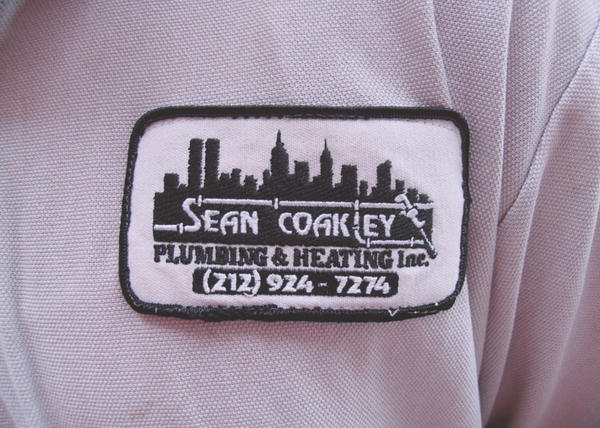 SEAN COAKLEY
PLUMBING & HEATING Inc.
(212) 924-7274